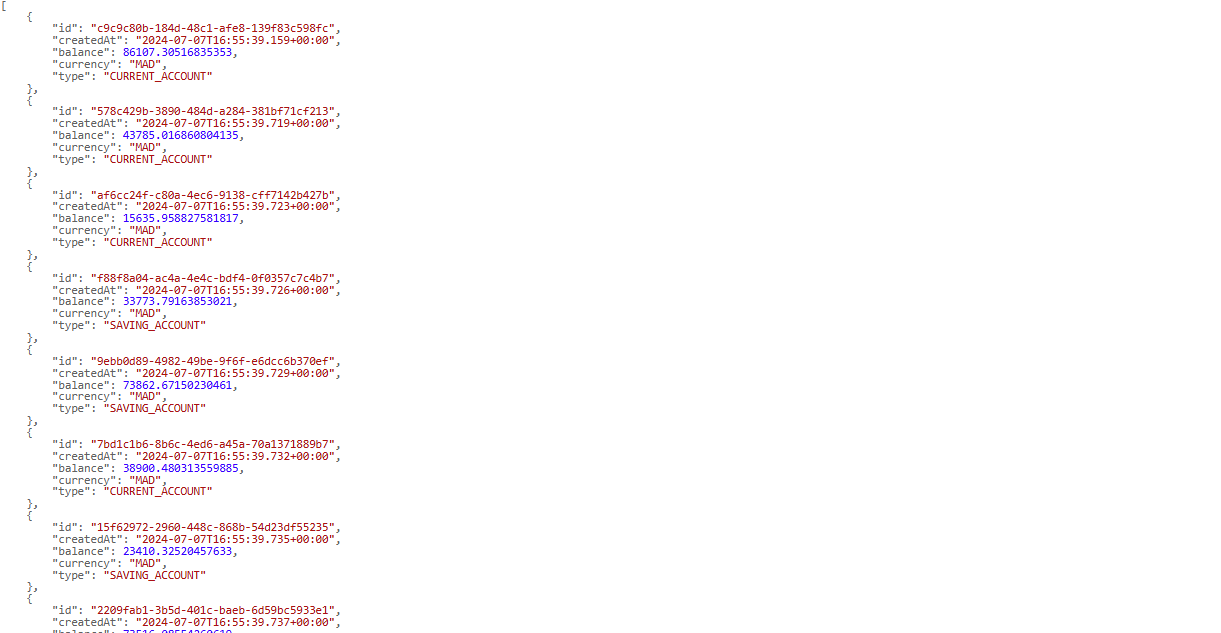 [
    {
        "id": "c9c9c80b-184d-48c1-afe8-139f83c598fc",
        "createdAt": "2024-07-07T16:55:39.159+00:00",
        "balance": 86107.30516835353,
        "currency": "MAD",
        "type": "CURRENT_ACCOUNT"
    },
    {
        "id": "578c429b-3890-484d-a284-381bf71cf213",
        "createdAt": "2024-07-07T16:55:39.719+00:00",
        "balance": 43785.016860804135,
        "currency": "MAD",
        "type": "CURRENT_ACCOUNT"
    },
    {
        "id": "af6cc24f-c80a-4ec6-9138-cff7142b427b",
        "createdAt": "2024-07-07T16:55:39.723+00:00",
        "balance": 15635.958827581817,
        "currency": "MAD",
        "type": "CURRENT_ACCOUNT"
    },
    {
        "id": "f88f8a04-ac4a-4e4c-bdf4-0f0357c7c4b7",
        "createdAt": "2024-07-07T16:55:39.726+00:00",
        "balance": 33773.79163853021,
        "currency": "MAD",
        "type": "SAVING_ACCOUNT"
    },
    {
        "id": "9ebb0d89-4982-49be-9f6f-e6dcc6b370ef",
        "createdAt": "2024-07-07T16:55:39.729+00:00",
        "balance": 73862.67150230461,
        "currency": "MAD",
        "type": "SAVING_ACCOUNT"
    },
    {
        "id": "7bd1c1b6-8b6c-4ed6-a45a-70a1371889b7",
        "createdAt": "2024-07-07T16:55:39.732+00:00",
        "balance": 38900.480313559885,
        "currency": "MAD",
        "type": "CURRENT_ACCOUNT"
    },
    {
        "id": "15f62972-2960-448c-868b-54d23df55235",
        "createdAt": "2024-07-07T16:55:39.735+00:00",
        "balance": 23410.32520457633,
        "currency": "MAD",
        "type": "SAVING_ACCOUNT"
    },
    {
        "id": "2209fab1-3b5d-401c-baeb-6d59bc5933e1",
        "createdAt": "2024-07-07T16:55:39.737+00:00",
        "balance":